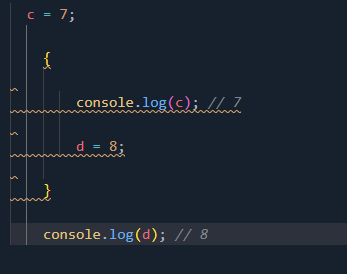 c = 7;
{
console.log(c); // 7
d = 8;
}
console.log(d); // 8